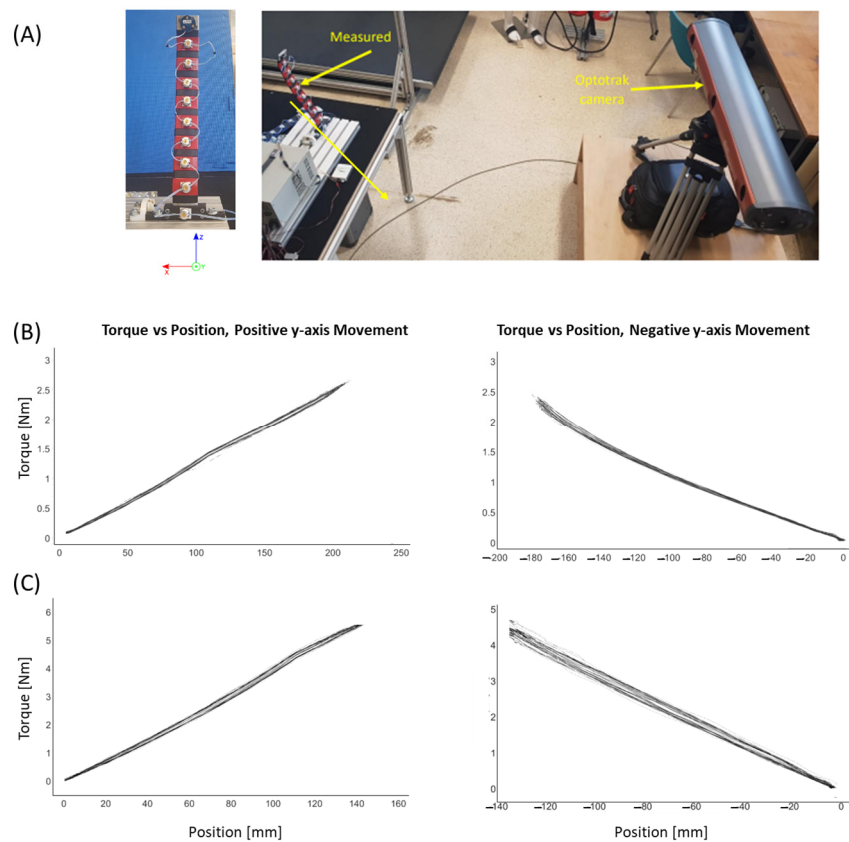 (A)
Measured
Optotrak
camera
Z
X
Y
(B)
Torque vs Position, Positive y-axis Movement
Torque vs Position, Negative y-axis Movement
Torque [Nm]
3
2.5
2
1.5
1
0.5
0
0 50 100 150 200 250
3
2.5
2
1.5
1
0.5
0
−200 −180 −160 −140 −120 −100 −80 −60 −40 −20 0
(C)
Torque [Nm]
6
5
4
3
2
1
0
0 20 40 60 80 100 120 140 160
Position [mm]
5
4
3
2
1
0
−140 −120 −100 −80 −60 −40 −20 0
Position [mm]